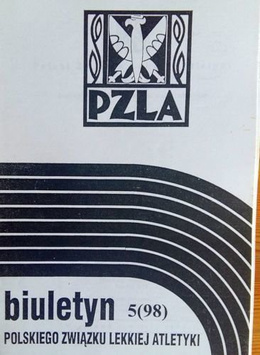 PZLA
biuletyn 5(98)
POLSKIEGO ZWIĄZKU LEKKIEJ ATLETYKI